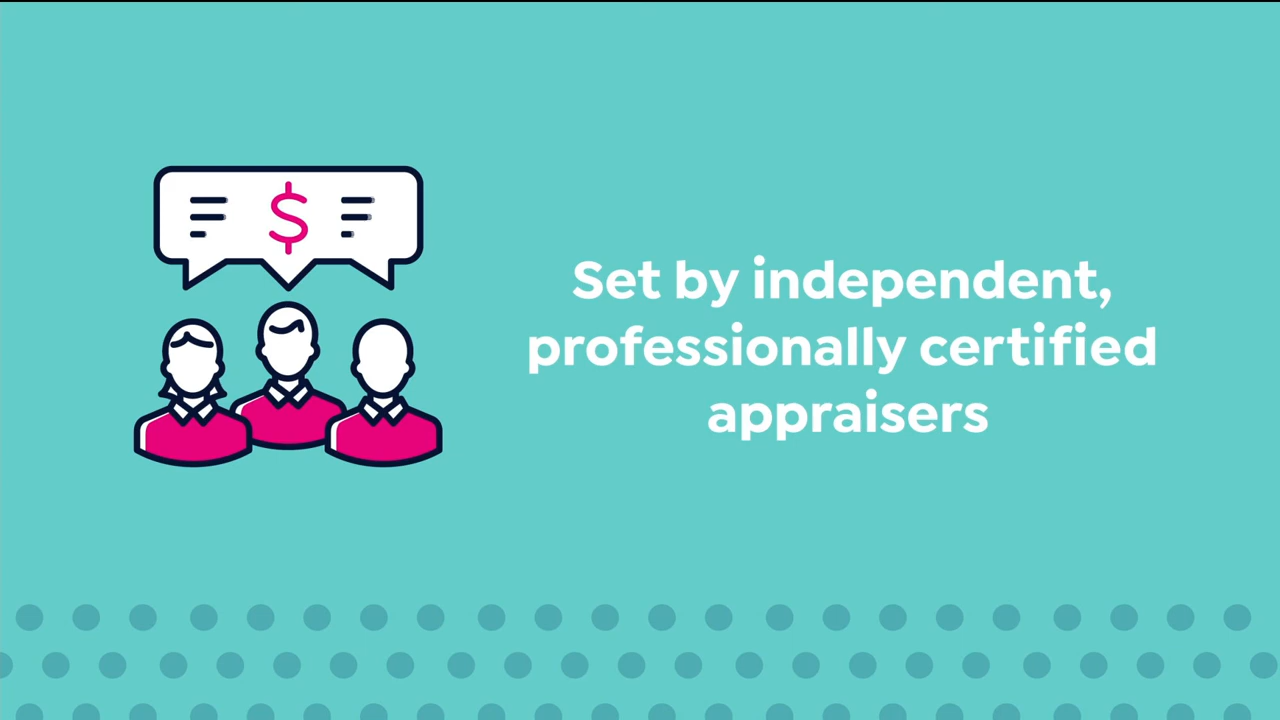 $
Set by independent,
professionally certified
appraisers